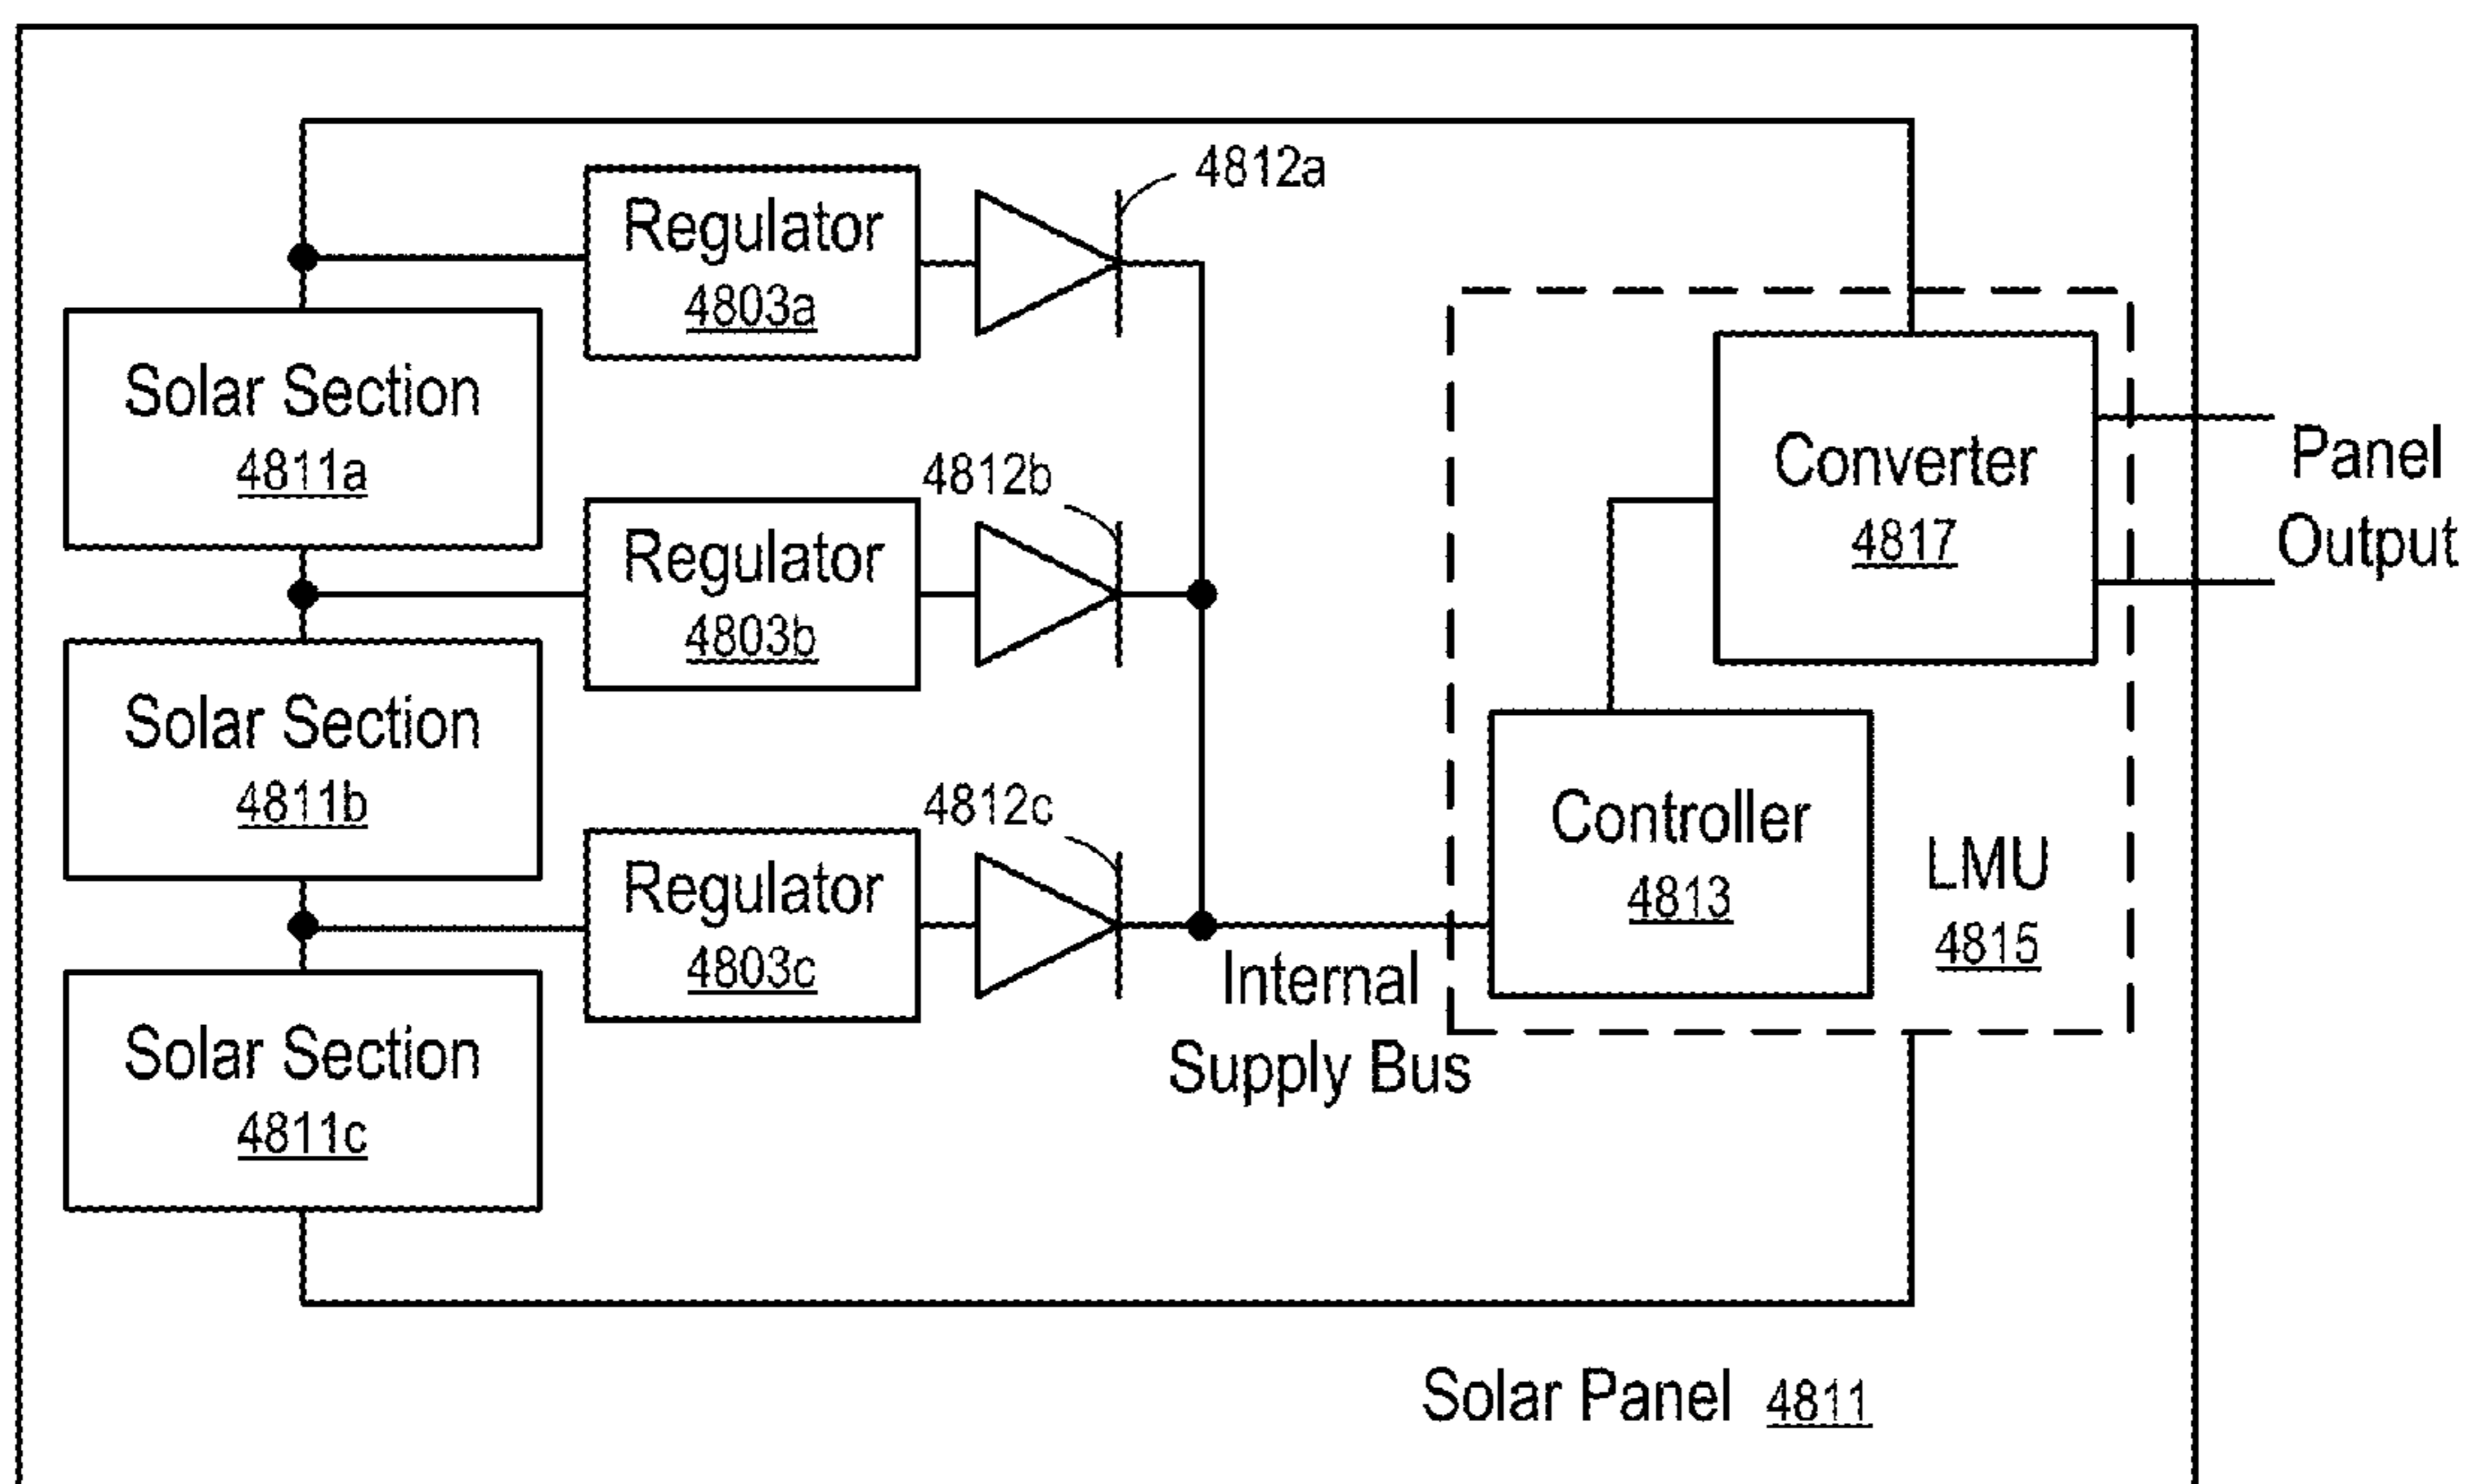 4812a
Regulator
4803a
Solar Section
4811a
4812b
Regulator
4803b
Converter
4817
Panel
Output
Solar Section
4811b
4812c
Regulator
4803c
Controller
4813
LMU
4815
Internal
Supply Bus
Solar Section
4811c
Solar Panel 4811